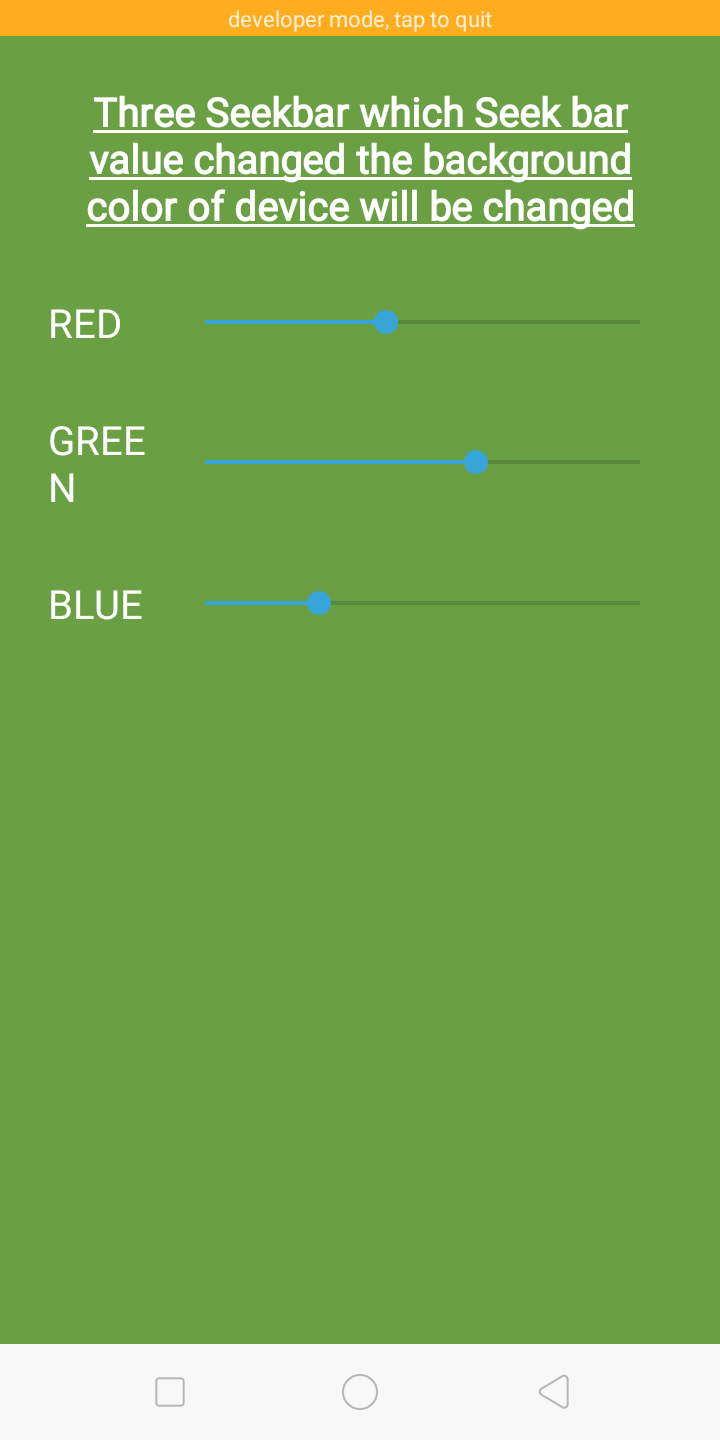 developer mode, tap to quit
Three Seekbar which Seek bar
value changed the background
color of device will be changed
RED
GREE
N
BLUE